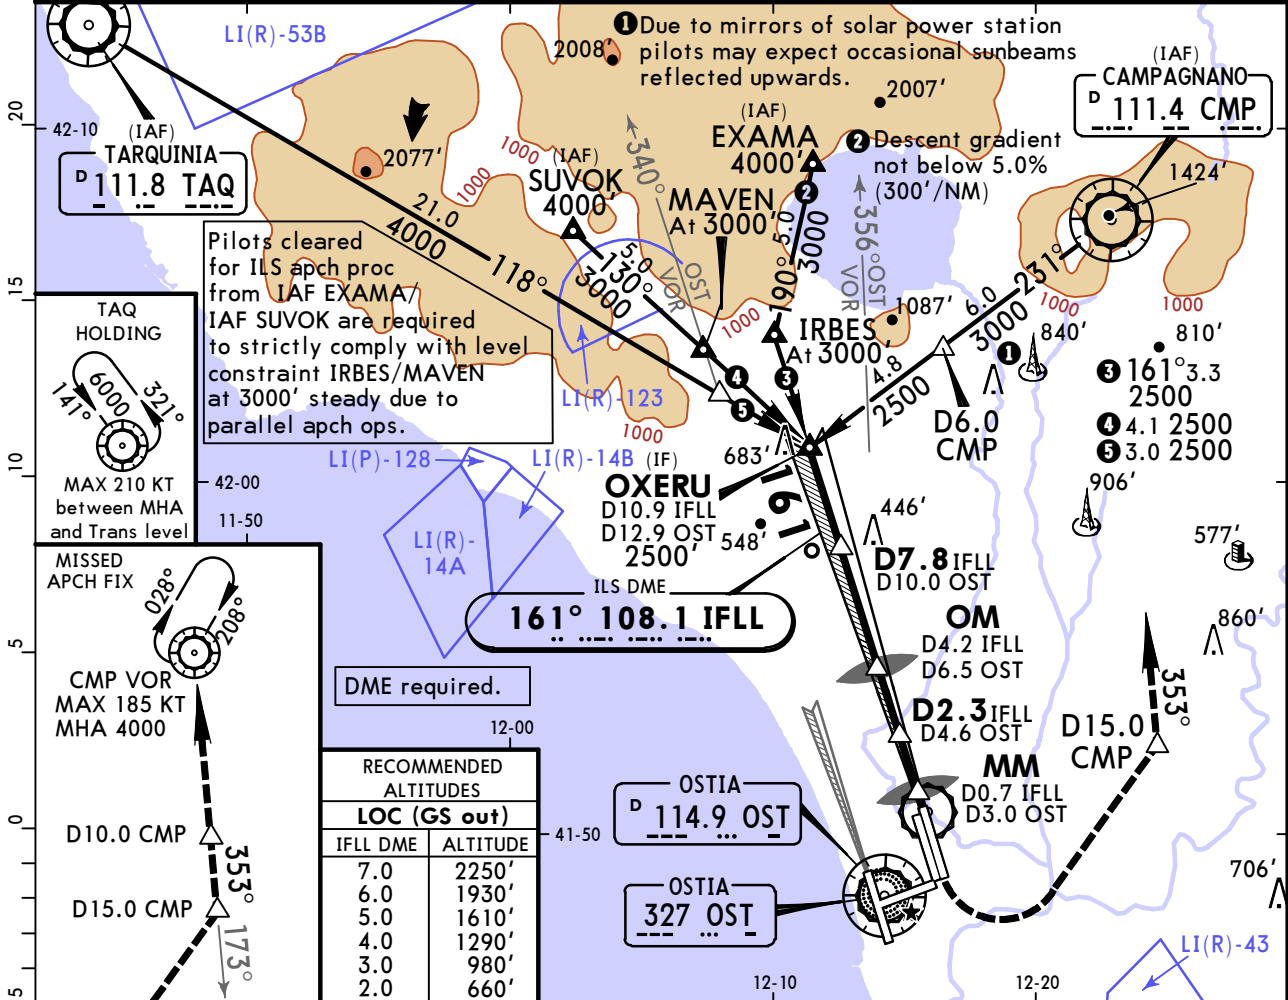 ❶ Due to mirrors of solar power station
pilots may expect occasional sunbeams
reflected upwards.
LI(R)-53B
2008'
2007'
(IAF)
CAMPAGNANO
D 111.4 CMP
20
42-10
(IAF)
TARQUINIA
D 111.8 TAQ
2077'
1000
1000
(IAF)
SUVOK
4000'
340°
OST
VOR
(IAF)
EXAMA
4000'
❷ Descent gradient
not below 5.0%
(300'/NM)
❷
MAVEN
At 3000'
1424'
21.0
4000
118°
5.0
130°
3000
5.0
190°
3000
356°
OST
VOR
231°
6.0
3000
❶
1000
1000
1000
Pilots cleared
for ILS apch proc
from IAF EXAMA/
IAF SUVOK are required
to strictly comply with level
constraint IRBES/MAVEN
at 3000' steady due to
parallel apch ops.
15
TAQ
HOLDING
6000
141°
321°
MAX 210 KT
between MHA
and Trans level
1087'
IRBES
At 3000'
840'
810'
4.8
2500
D6.0
CMP
❸ 161° 3.3
2500
❹ 4.1 2500
❺ 3.0 2500
❸
❹
❺
LI(R)-123
1000
LI(P)-128
LI(R)-14B
LI(R)-
14A
10
42-00
11-50
683'
(IF)
OXERU
D10.9 IFLL
D12.9 OST
2500'
548'
161°
906'
446'
577'
D7.8 IFLL
D10.0 OST
ILS DME
161° 108.1 IFLL
OM
D4.2 IFLL
D6.5 OST
860'
MISSED
APCH FIX
028°
208°
5
CMP VOR
MAX 185 KT
MHA 4000
DME required.
12-00
D2.3 IFLL
D4.6 OST
D15.0
CMP
353°
MM
D0.7 IFLL
D3.0 OST
RECOMMENDED
ALTITUDES
LOC (GS out)
IFLL DME ALTITUDE
7.0 2250'
6.0 1930'
5.0 1610'
4.0 1290'
3.0 980'
2.0 660'
OSTIA
D 114.9 OST
41-50
0
D10.0 CMP
353°
D15.0 CMP
173°
OSTIA
327 OST
706'
LI(R)-43
12-10
12-20
5